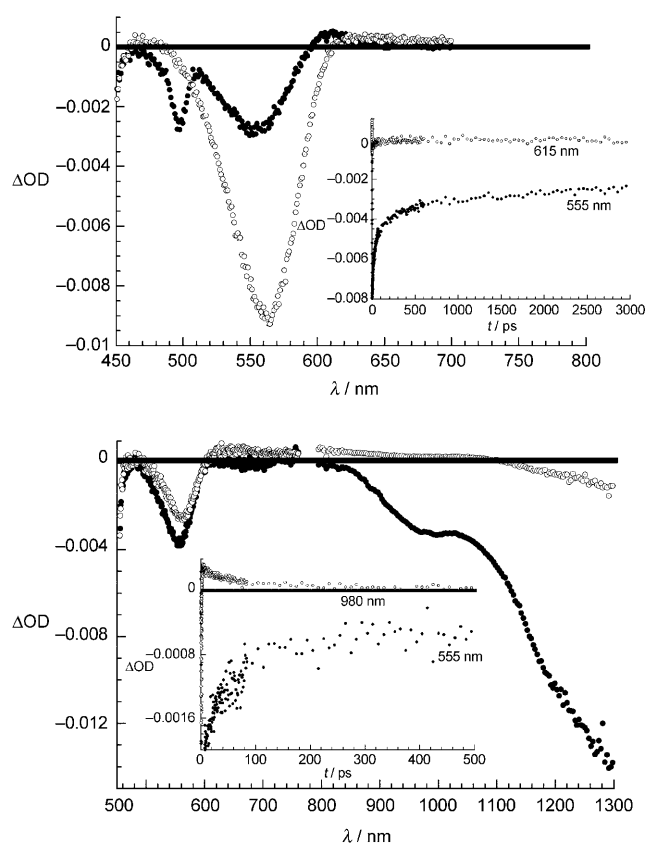 0
−0.002
−0.004
ΔOD
−0.006
−0.008
−0.01
450 500 550 600 650 700 750 800
λ / nm
0
−0.002
−0.004
ΔOD
−0.006
−0.008
615 nm
555 nm
0 500 1000 1500 2000 2500 3000
t / ps
0
−0.004
ΔOD
−0.008
−0.012
500 600 700 800 900 1000 1100 1200 1300
λ / nm
0
−0.0008
ΔOD
−0.0016
980 nm
555 nm
0 100 200 300 400 500
t / ps